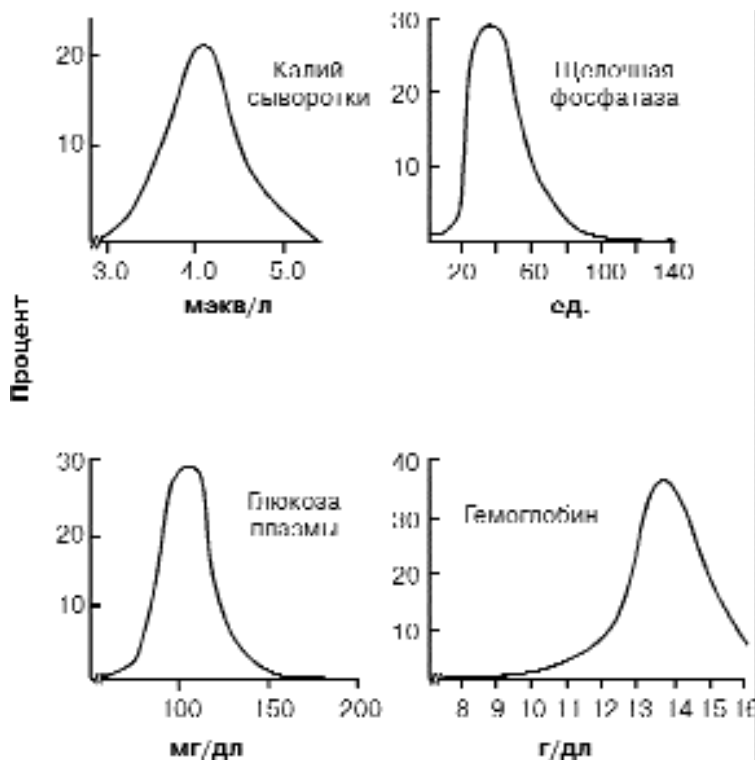 Процент
20
10
Калий
сыворотки
3.0 4.0 5.0
мэкв/л
30
20
10
Щелочная
фосфатаза
20 60 100 140
ед.
30
20
10
Глюкоза
плазмы
100 150 200
мг/дл
40
30
20
10
Гемоглобин
8 9 10 11 12 13 14 15 16
г/дл